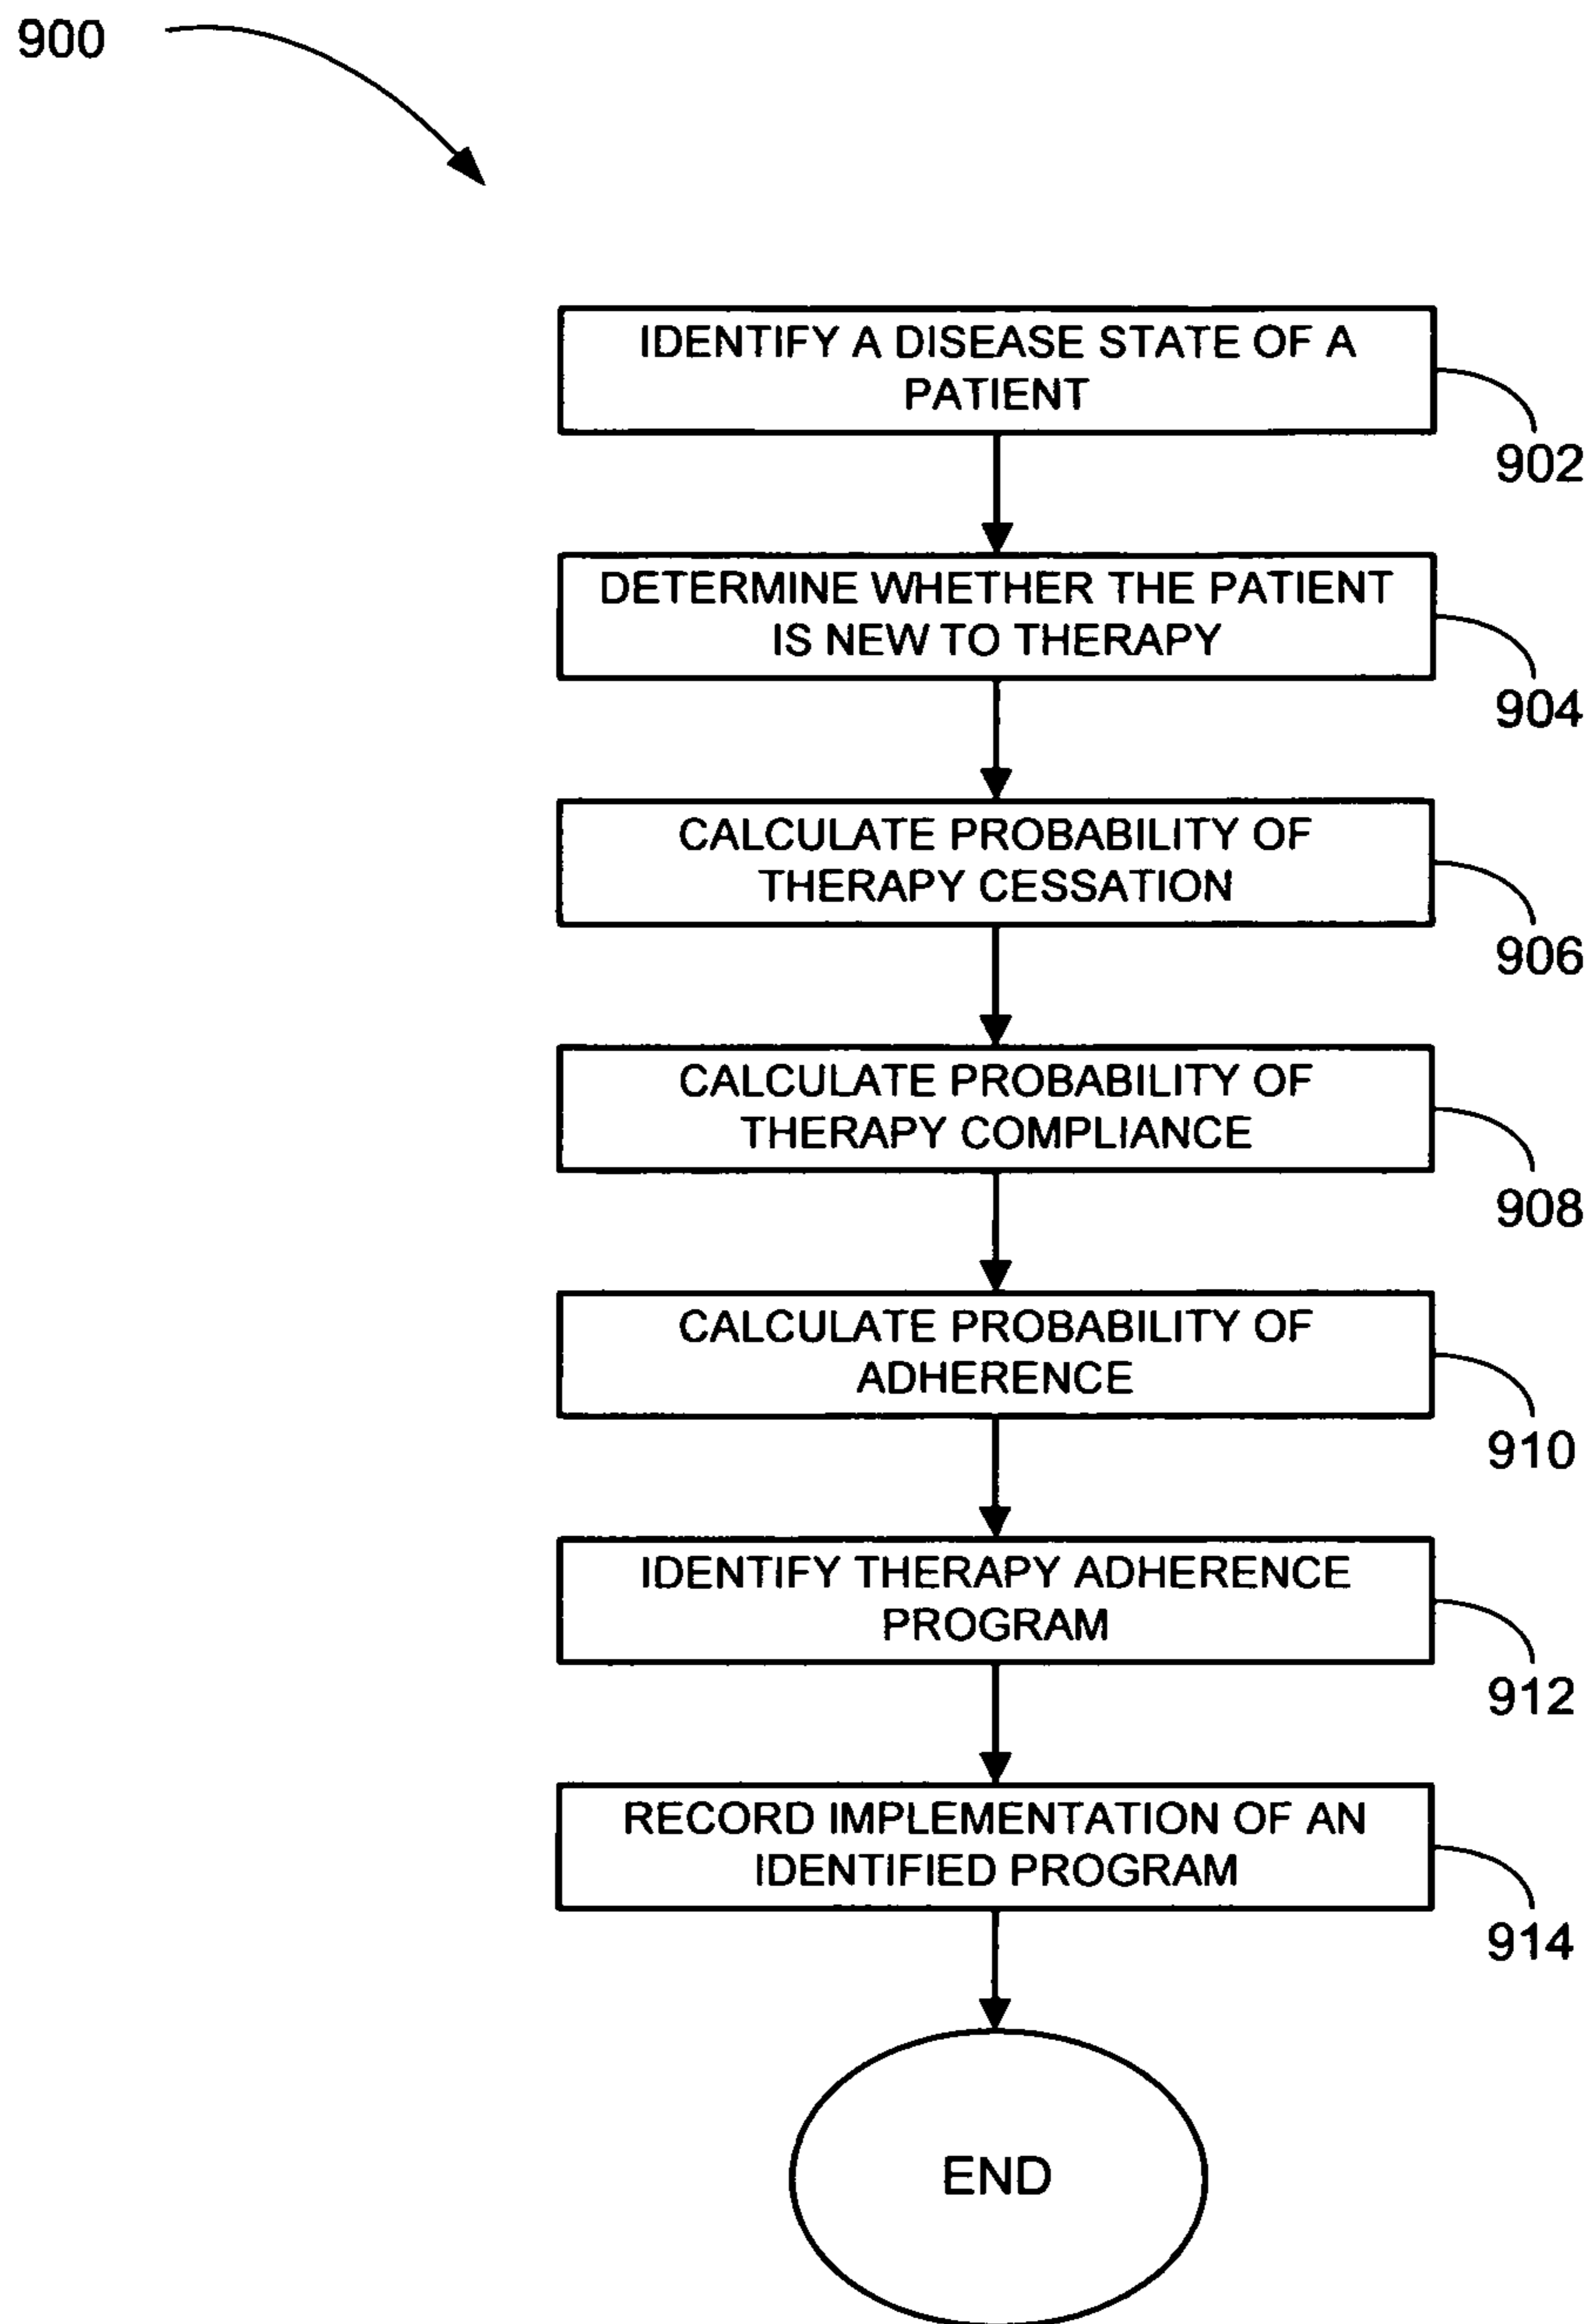 900
IDENTIFY A DISEASE STATE OF A
PATIENT
902
DETERMINE WHETHER THE PATIENT
IS NEW TO THERAPY
904
CALCULATE PROBABILITY OF
THERAPY CESSATION
906
CALCULATE PROBABILITY OF
THERAPY COMPLIANCE
908
CALCULATE PROBABILITY OF
ADHERENCE
910
IDENTIFY THERAPY ADHERENCE
PROGRAM
912
RECORD IMPLEMENTATION OF AN
IDENTIFIED PROGRAM
914
END